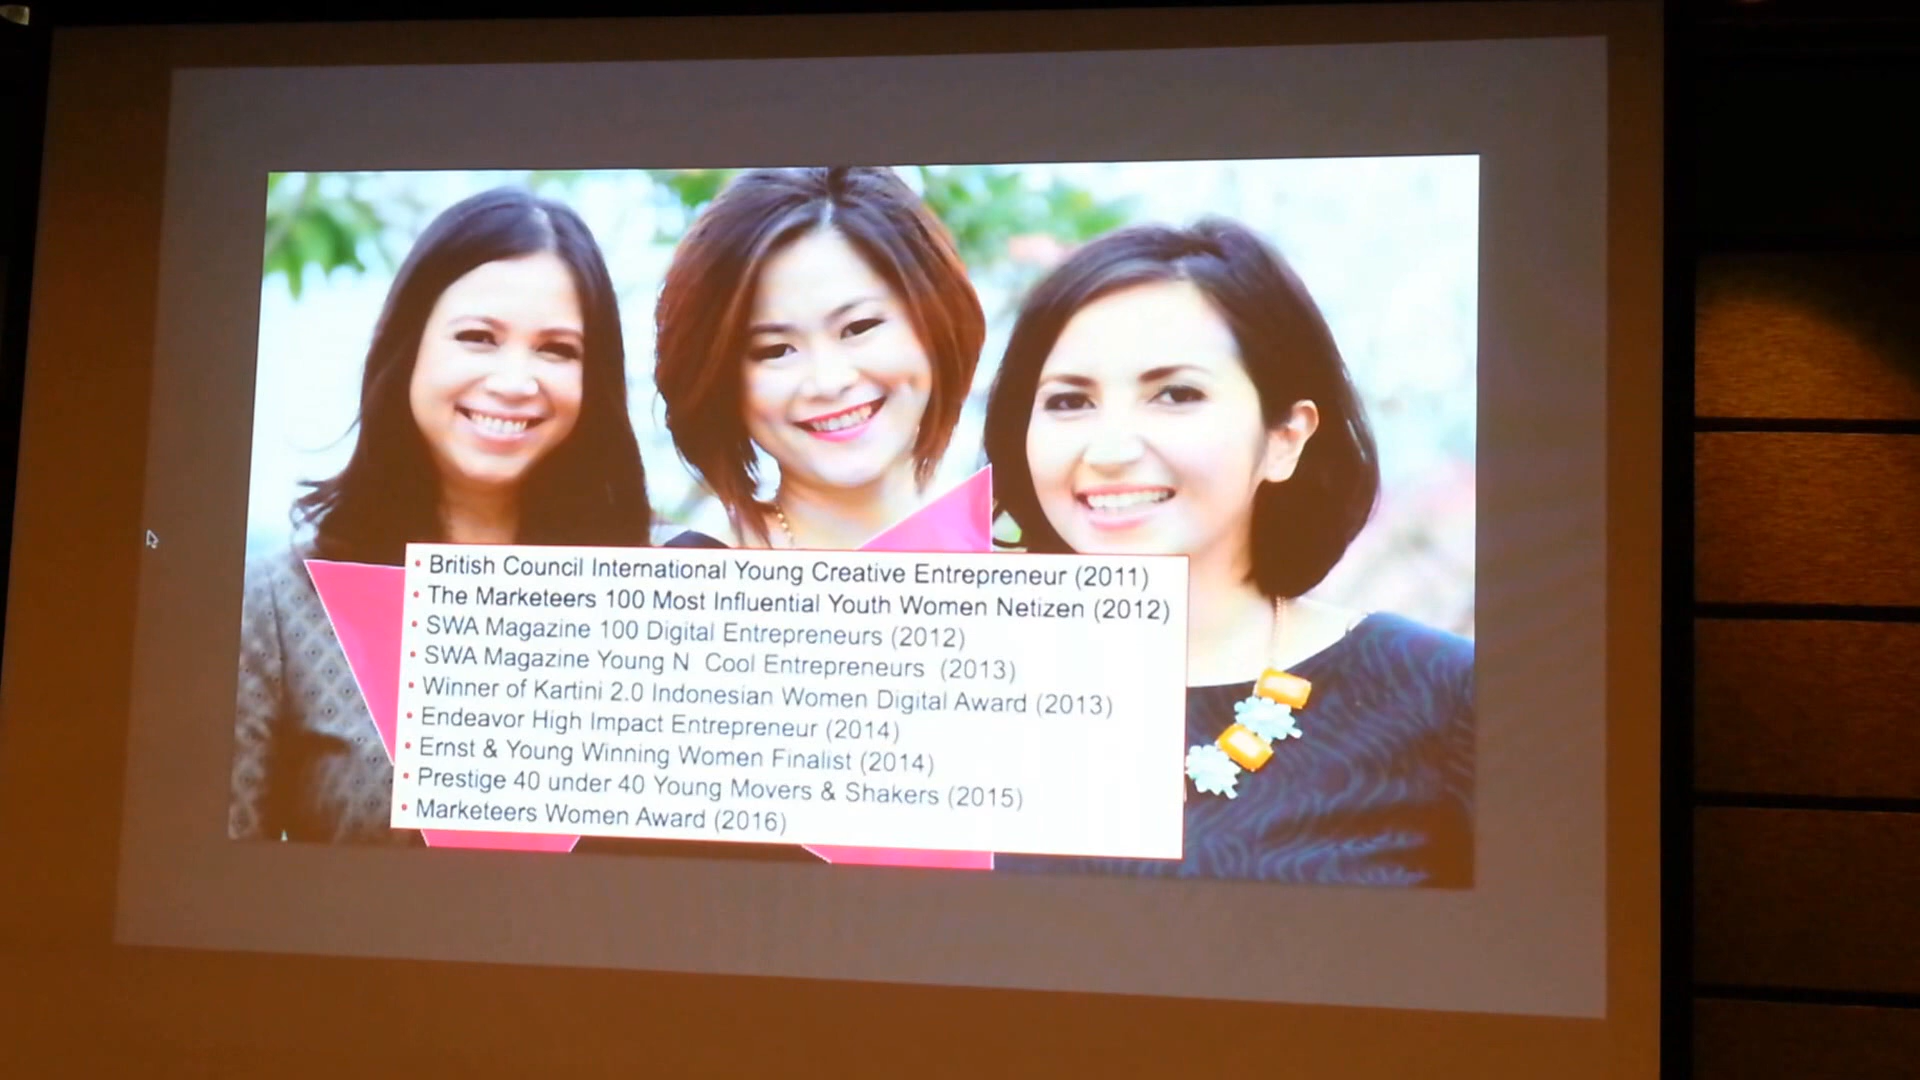 • British Council International Young Creative Entrepreneur (2011)
• The Marketeers 100 Most Influential Youth Women Netizen (2012)
• SWA Magazine 100 Digital Entrepreneurs (2012)
• SWA Magazine Young N  Cool Entrepreneurs  (2013)
• Winner of Kartini 2.0 Indonesian Women Digital Award (2013)
• Endeavor High Impact Entrepreneur (2014)
• Ernst & Young Winning Women Finalist (2014)
• Prestige 40 under 40 Young Movers & Shakers (2015)
• Marketeers Women Award (2016)